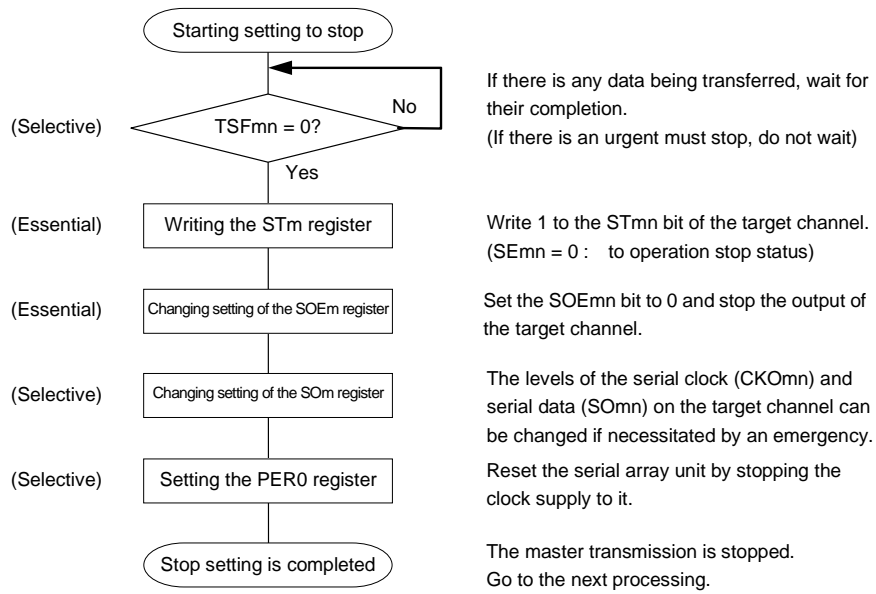 Starting setting to stop
If there is any data being transferred, wait for
their completion.
(If there is an urgent must stop, do not wait)
(Selective)
TSFmn = 0?
No
Yes
(Essential)
Writing the STm register
Write 1 to the STmn bit of the target channel.
(SEmn = 0 : to operation stop status)
(Essential)
Changing setting of the SOEm register
Set the SOEmn bit to 0 and stop the output of
the target channel.
(Selective)
Changing setting of the SOm register
The levels of the serial clock (CKOmn) and
serial data (SOmn) on the target channel can
be changed if necessitated by an emergency.
(Selective)
Setting the PER0 register
Reset the serial array unit by stopping the
clock supply to it.
Stop setting is completed
The master transmission is stopped.
Go to the next processing.